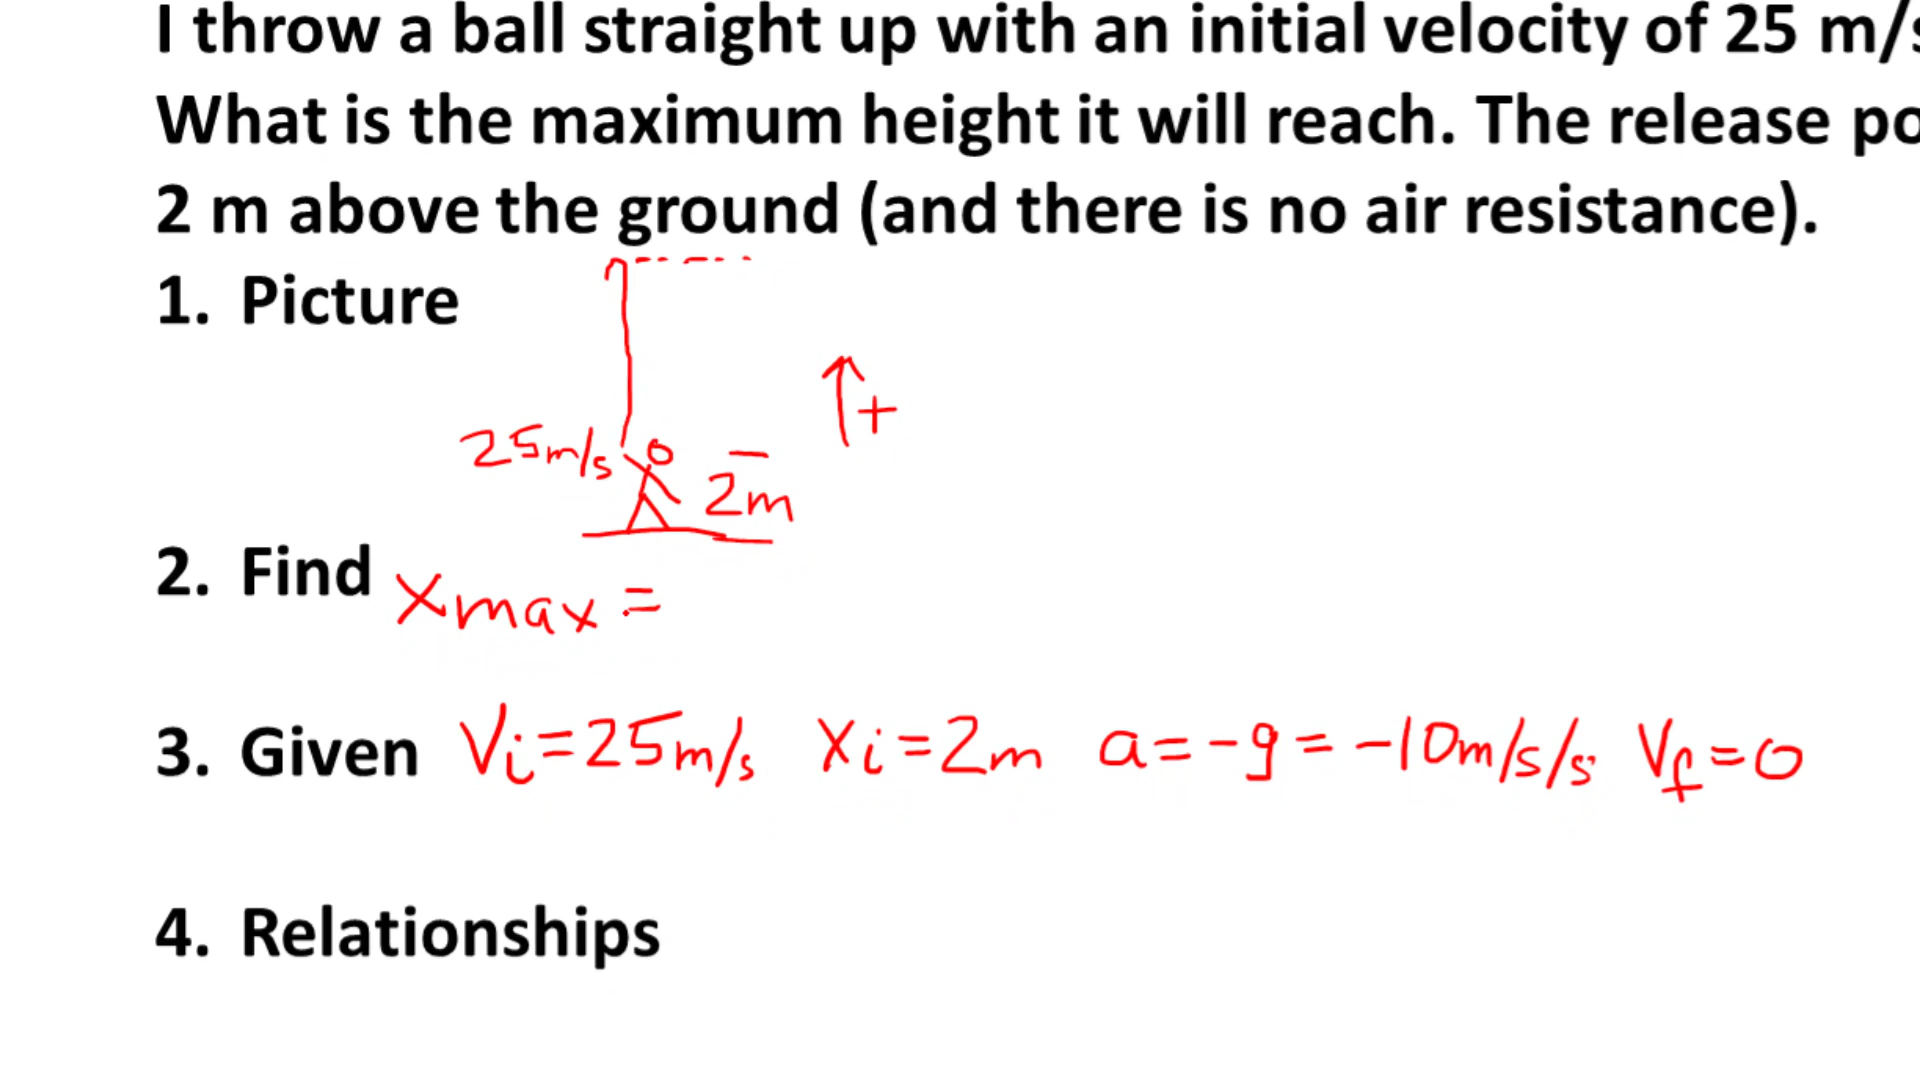 I throw a ball straight up with an initial velocity of 25 m/s
What is the maximum height it will reach. The release po
2 m above the ground (and there is no air resistance).
1. Picture
+
25m/s
2m
2. Find xmax =
3. Given Vi=25m/s Xi=2m a=-g=-10m/s/s Vf=0
4. Relationships